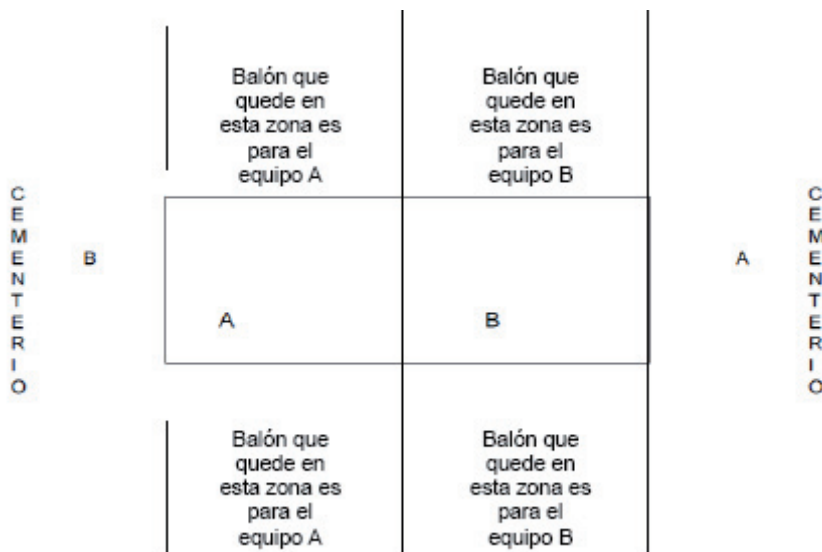 Balón que
quede en
esta zona es
para el
equipo A
Balón que
quede en
esta zona es
para el
equipo B
C
E
M
E
N
T
E
R
I
O
B
A
B
A
C
E
M
E
N
T
E
R
I
O
Balón que
quede en
esta zona es
para el
equipo A
Balón que
quede en
esta zona es
para el
equipo B